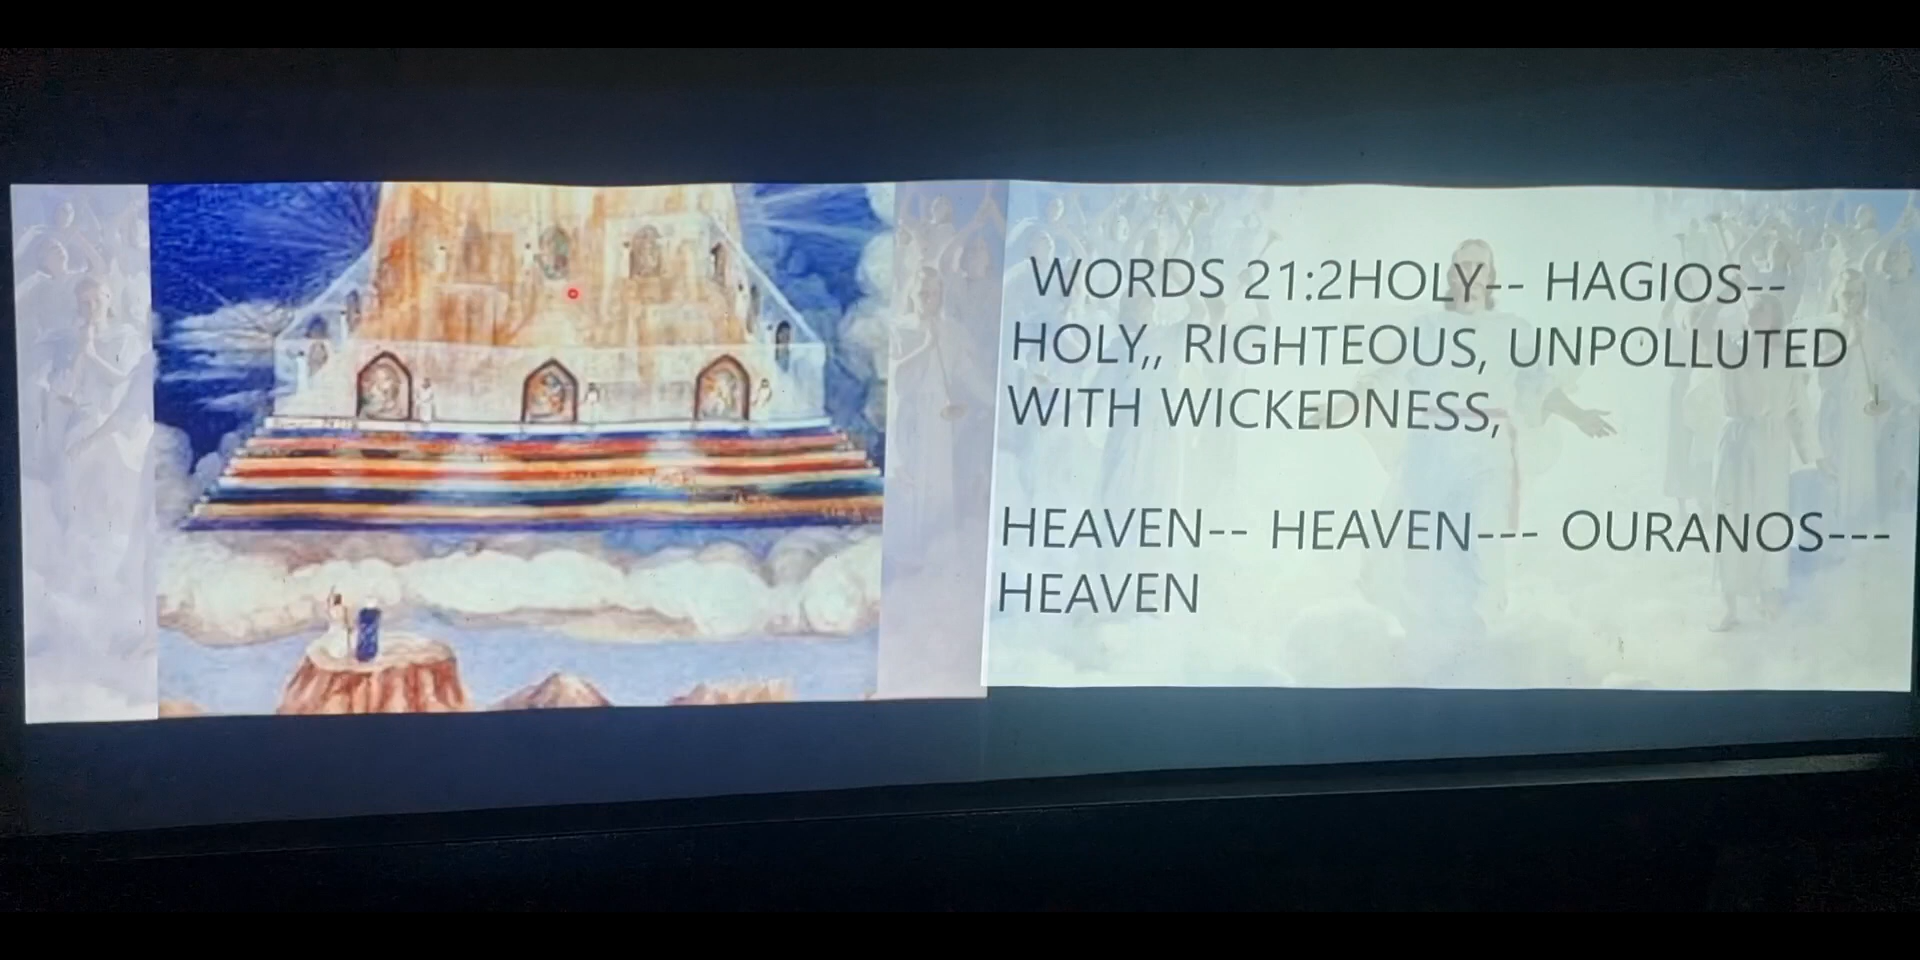 WORDS 21:2HOLY-- HAGIOS--
HOLY,, RIGHTEOUS, UNPOLLUTED
WITH WICKEDNESS,
HEAVEN-- HEAVEN--- OURANOS---
HEAVEN